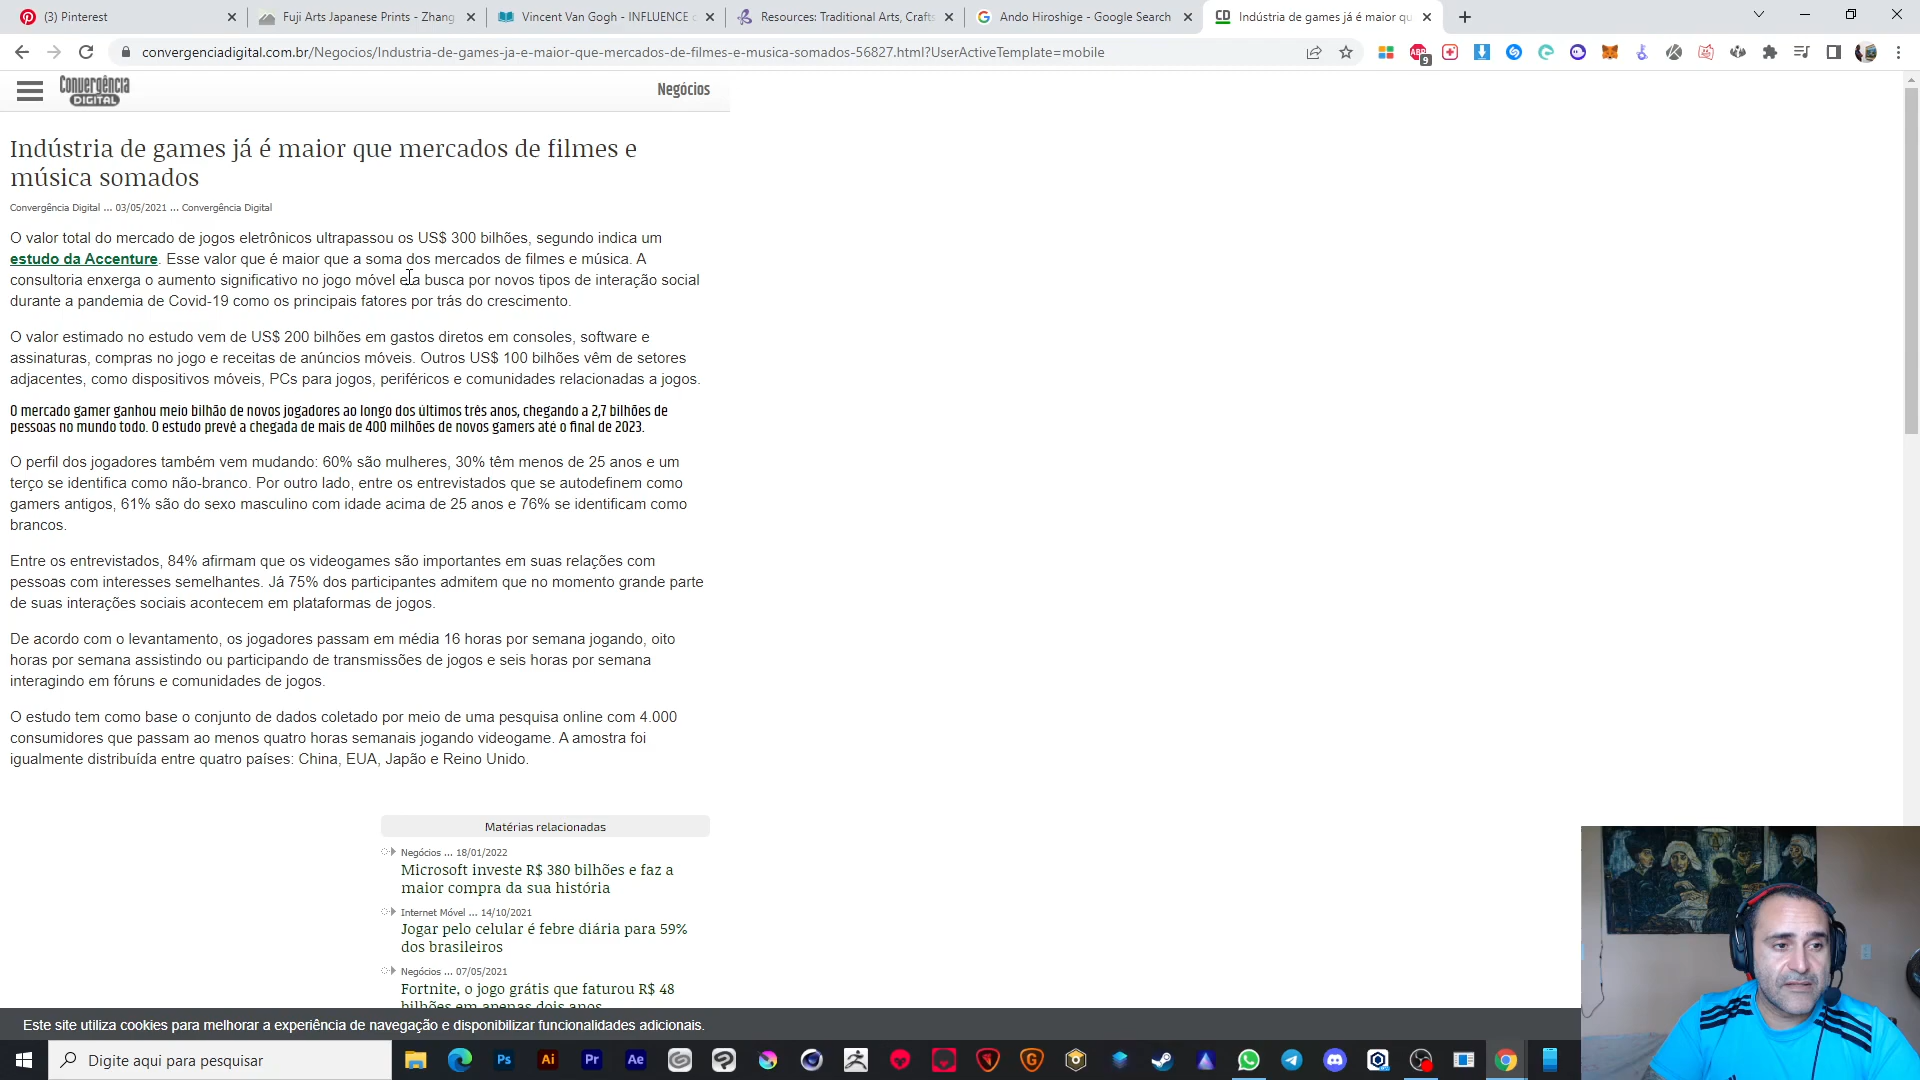 (3) Pinterest
Fuji Arts Japanese Prints - Zhang
Vincent Van Gogh - INFLUENCE
Resources: Traditional Arts, Crafts
Ando Hiroshige - Google Search
Indústria de games já é maior qu
convergenciadigital.com.br/Negocios/Industria-de-games-ja-e-maior-que-mercados-de-filmes-e-musica-somados-56827.html?UserActiveTemplate=mobile
ABP
9
Convergência
DIGITAL
Negócios
Indústria de games já é maior que mercados de filmes e
música somados
Convergência Digital ... 03/05/2021 ... Convergência Digital
O valor total do mercado de jogos eletrônicos ultrapassou os US$ 300 bilhões, segundo indica um
estudo da Accenture. Esse valor que é maior que a soma dos mercados de filmes e música. A
consultoria enxerga o aumento significativo no jogo móvel e a busca por novos tipos de interação social
durante a pandemia de Covid-19 como os principais fatores por trás do crescimento.
O valor estimado no estudo vem de US$ 200 bilhões em gastos diretos em consoles, software e
assinaturas, compras no jogo e receitas de anúncios móveis. Outros US$ 100 bilhões vêm de setores
adjacentes, como dispositivos móveis, PCs para jogos, periféricos e comunidades relacionadas a jogos.
O mercado gamer ganhou meio bilhão de novos jogadores ao longo dos últimos três anos, chegando a 2,7 bilhões de
pessoas no mundo todo. O estudo prevê a chegada de mais de 400 milhões de novos gamers até o final de 2023.
O perfil dos jogadores também vem mudando: 60% são mulheres, 30% têm menos de 25 anos e um
terço se identifica como não-branco. Por outro lado, entre os entrevistados que se autodefinem como
gamers antigos, 61% são do sexo masculino com idade acima de 25 anos e 76% se identificam como
brancos.
Entre os entrevistados, 84% afirmam que os videogames são importantes em suas relações com
pessoas com interesses semelhantes. Já 75% dos participantes admitem que no momento grande parte
de suas interações sociais acontecem em plataformas de jogos.
De acordo com o levantamento, os jogadores passam em média 16 horas por semana jogando, oito
horas por semana assistindo ou participando de transmissões de jogos e seis horas por semana
interagindo em fóruns e comunidades de jogos.
O estudo tem como base o conjunto de dados coletado por meio de uma pesquisa online com 4.000
consumidores que passam ao menos quatro horas semanais jogando videogame. A amostra foi
igualmente distribuída entre quatro países: China, EUA, Japão e Reino Unido.
Matérias relacionadas
Negócios ... 18/01/2022
Microsoft investe R$ 380 bilhões e faz a
maior compra da sua história
Internet Móvel ... 14/10/2021
Jogar pelo celular é febre diária para 59%
dos brasileiros
Negócios ... 07/05/2021
Fortnite, o jogo grátis que faturou R$ 48
bilhões em apenas dois anos
Este site utiliza cookies para melhorar a experiência de navegação e disponibilizar funcionalidades adicionais.
Digite aqui para pesquisar
Ps
Ai
Pr
Ae